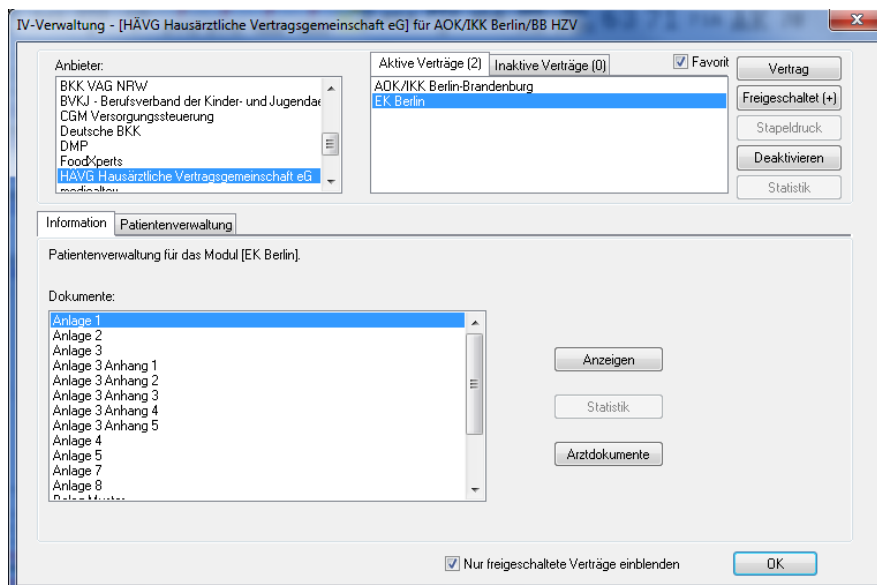 IV-Verwaltung - [HÄVG Hausärztliche Vertragsgemeinschaft eG] für AOK/IKK Berlin/BB HZV
Anbieter:
BKK VAG NRW
BVKJ - Berufsverband der Kinder- und Jugendae
CGM Versorgungssteuerung
Deutsche BKK
DMP
FoodXperts
HÄVG Hausärztliche Vertragsgemeinschaft eG
Aktive Verträge (2)
Inaktive Verträge (0)
Favorit
AOK/IKK Berlin-Brandenburg
EK Berlin
Vertrag
Freigeschaltet (+)
Stapeldruck
Deaktivieren
Statistik
Information
Patientenverwaltung
Patientenverwaltung für das Modul [EK Berlin].
Dokumente:
Anlage 1
Anlage 2
Anlage 3
Anlage 3 Anhang 1
Anlage 3 Anhang 2
Anlage 3 Anhang 3
Anlage 3 Anhang 4
Anlage 3 Anhang 5
Anlage 4
Anlage 5
Anlage 7
Anlage 8
Anzeigen
Statistik
Arztdokumente
Nur freigeschaltete Verträge einblenden
OK